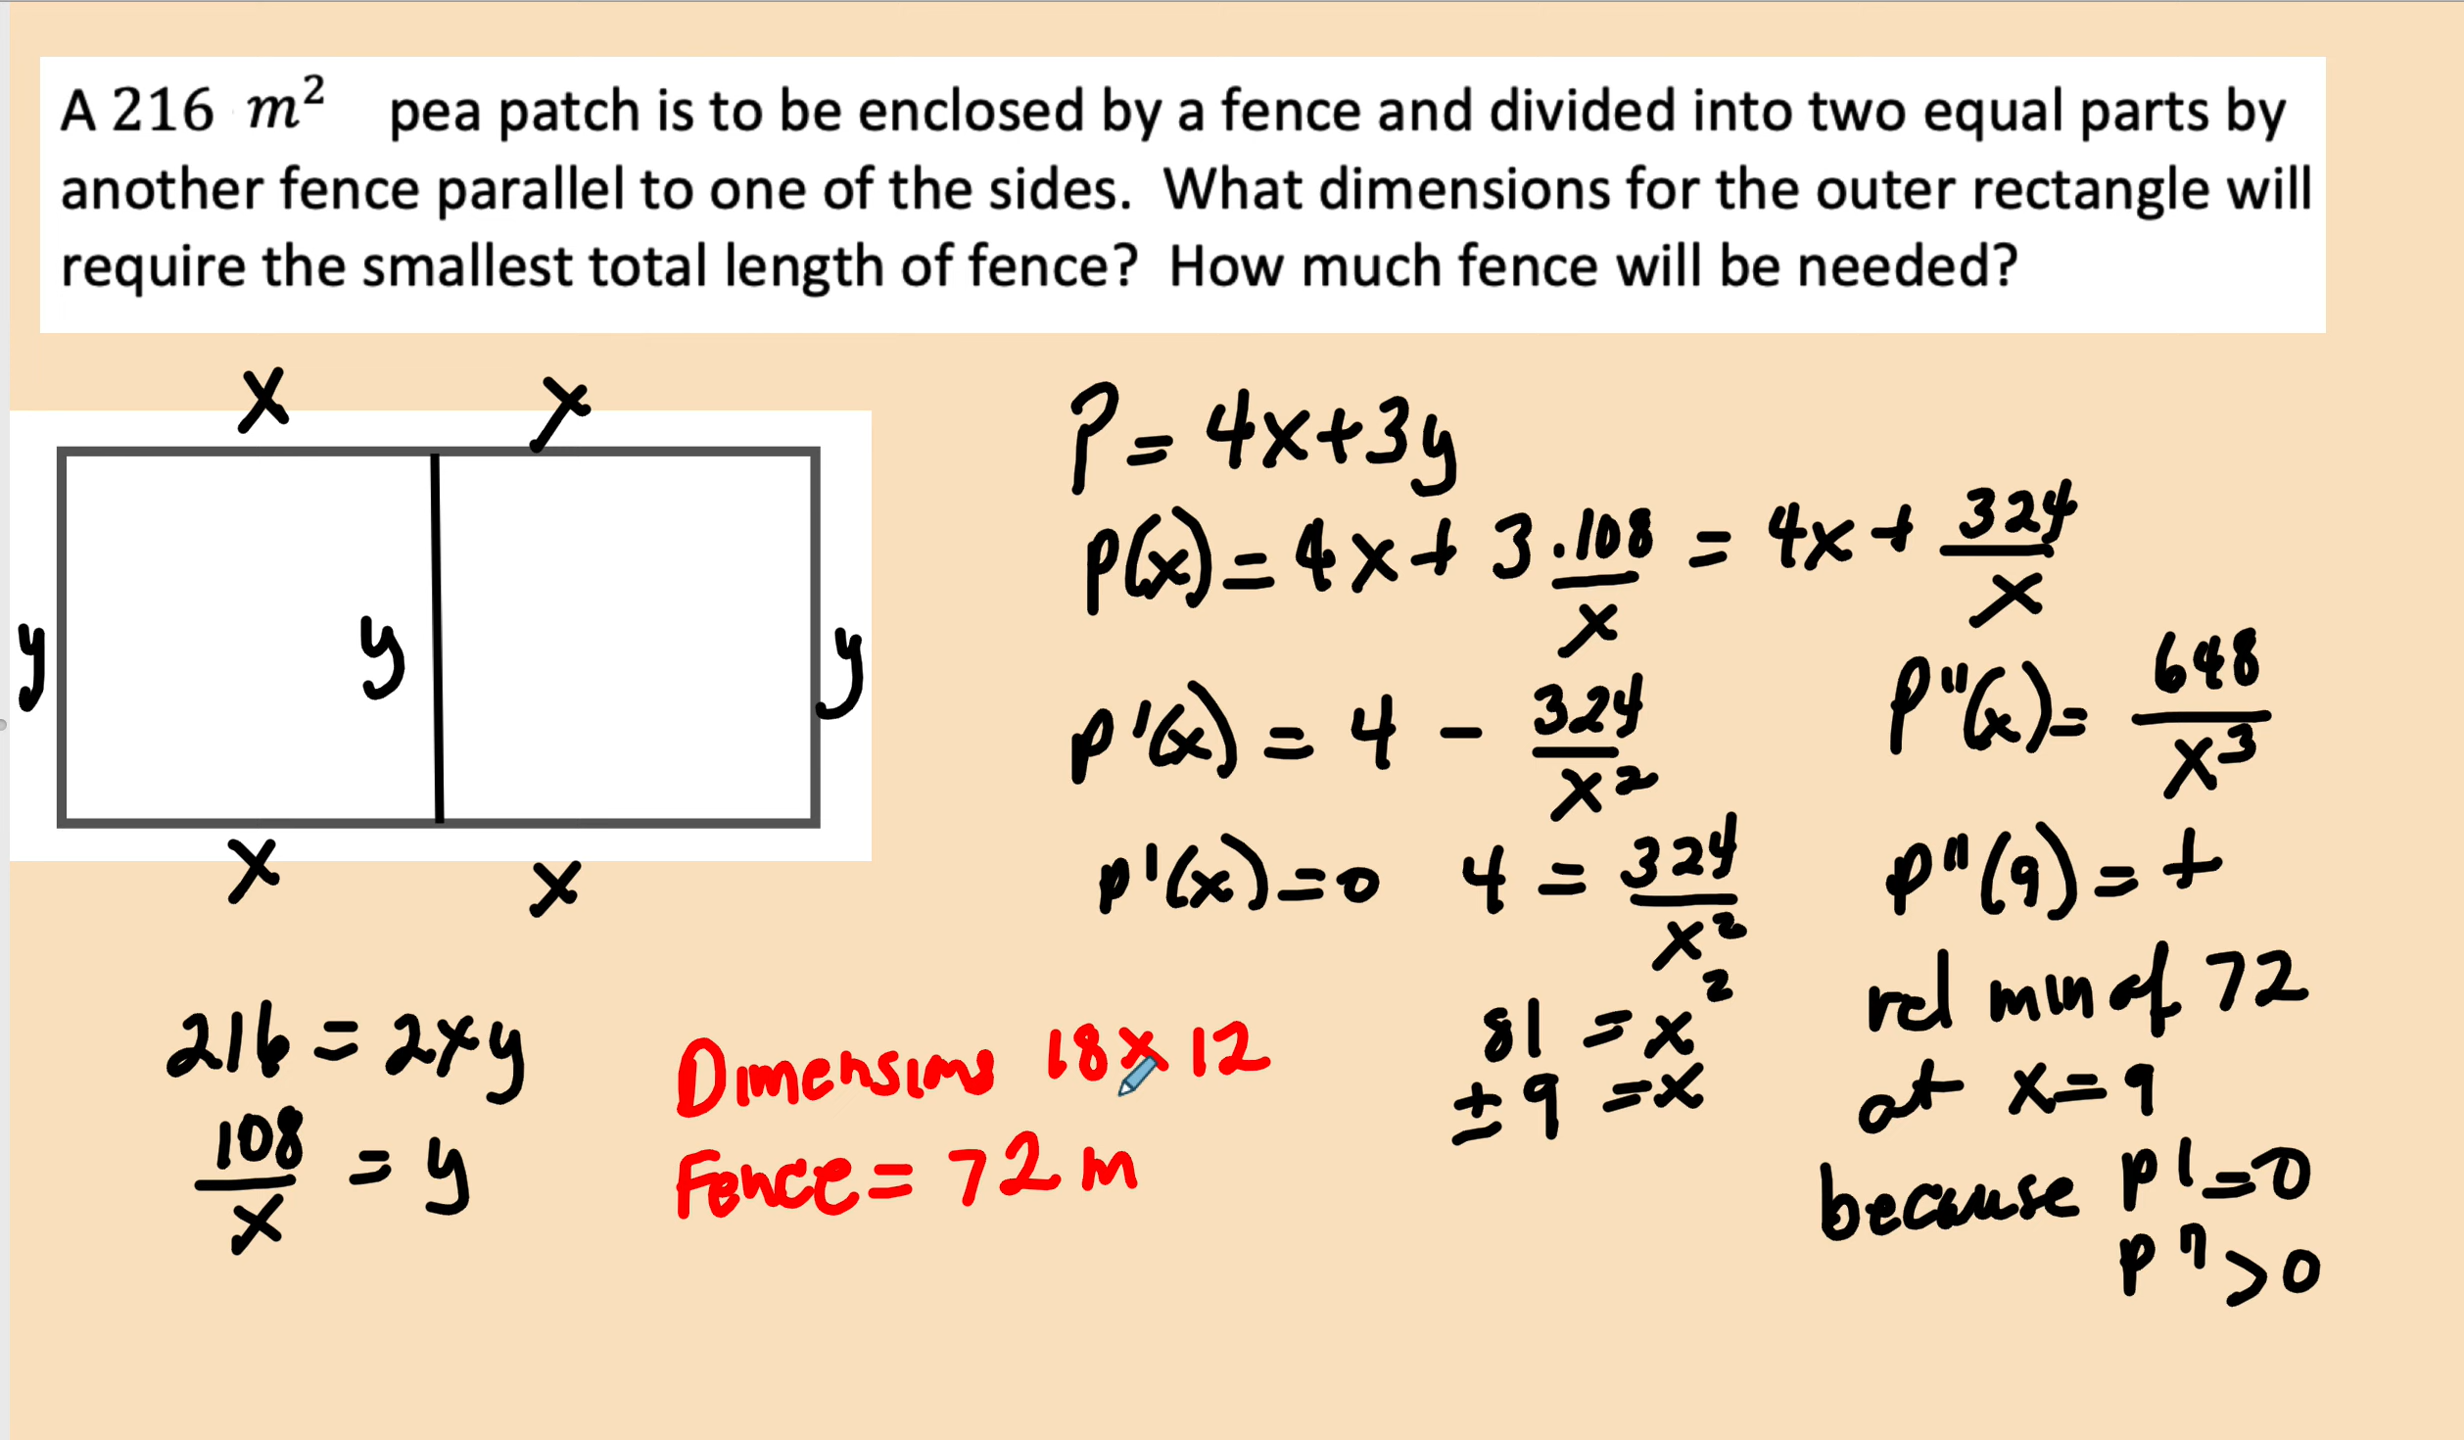 A 216 m² pea patch is to be enclosed by a fence and divided into two equal parts by
another fence parallel to one of the sides. What dimensions for the outer rectangle will
require the smallest total length of fence? How much fence will be needed?
x x
y y y
x x
216 = 2xy
108/x = y
Dimensions 18 x 12
Fence = 72 m
P = 4x+3y
P(x) = 4x + 3 · 108/x = 4x + 324/x
P'(x) = 4 - 324/x²
P'(x) = 0 4 = 324/x²
81 = x²
± 9 = x
P''(x) = 648/x³
P''(9) = +
rel min of 72
at x = 9
because P' = 0
P'' > 0